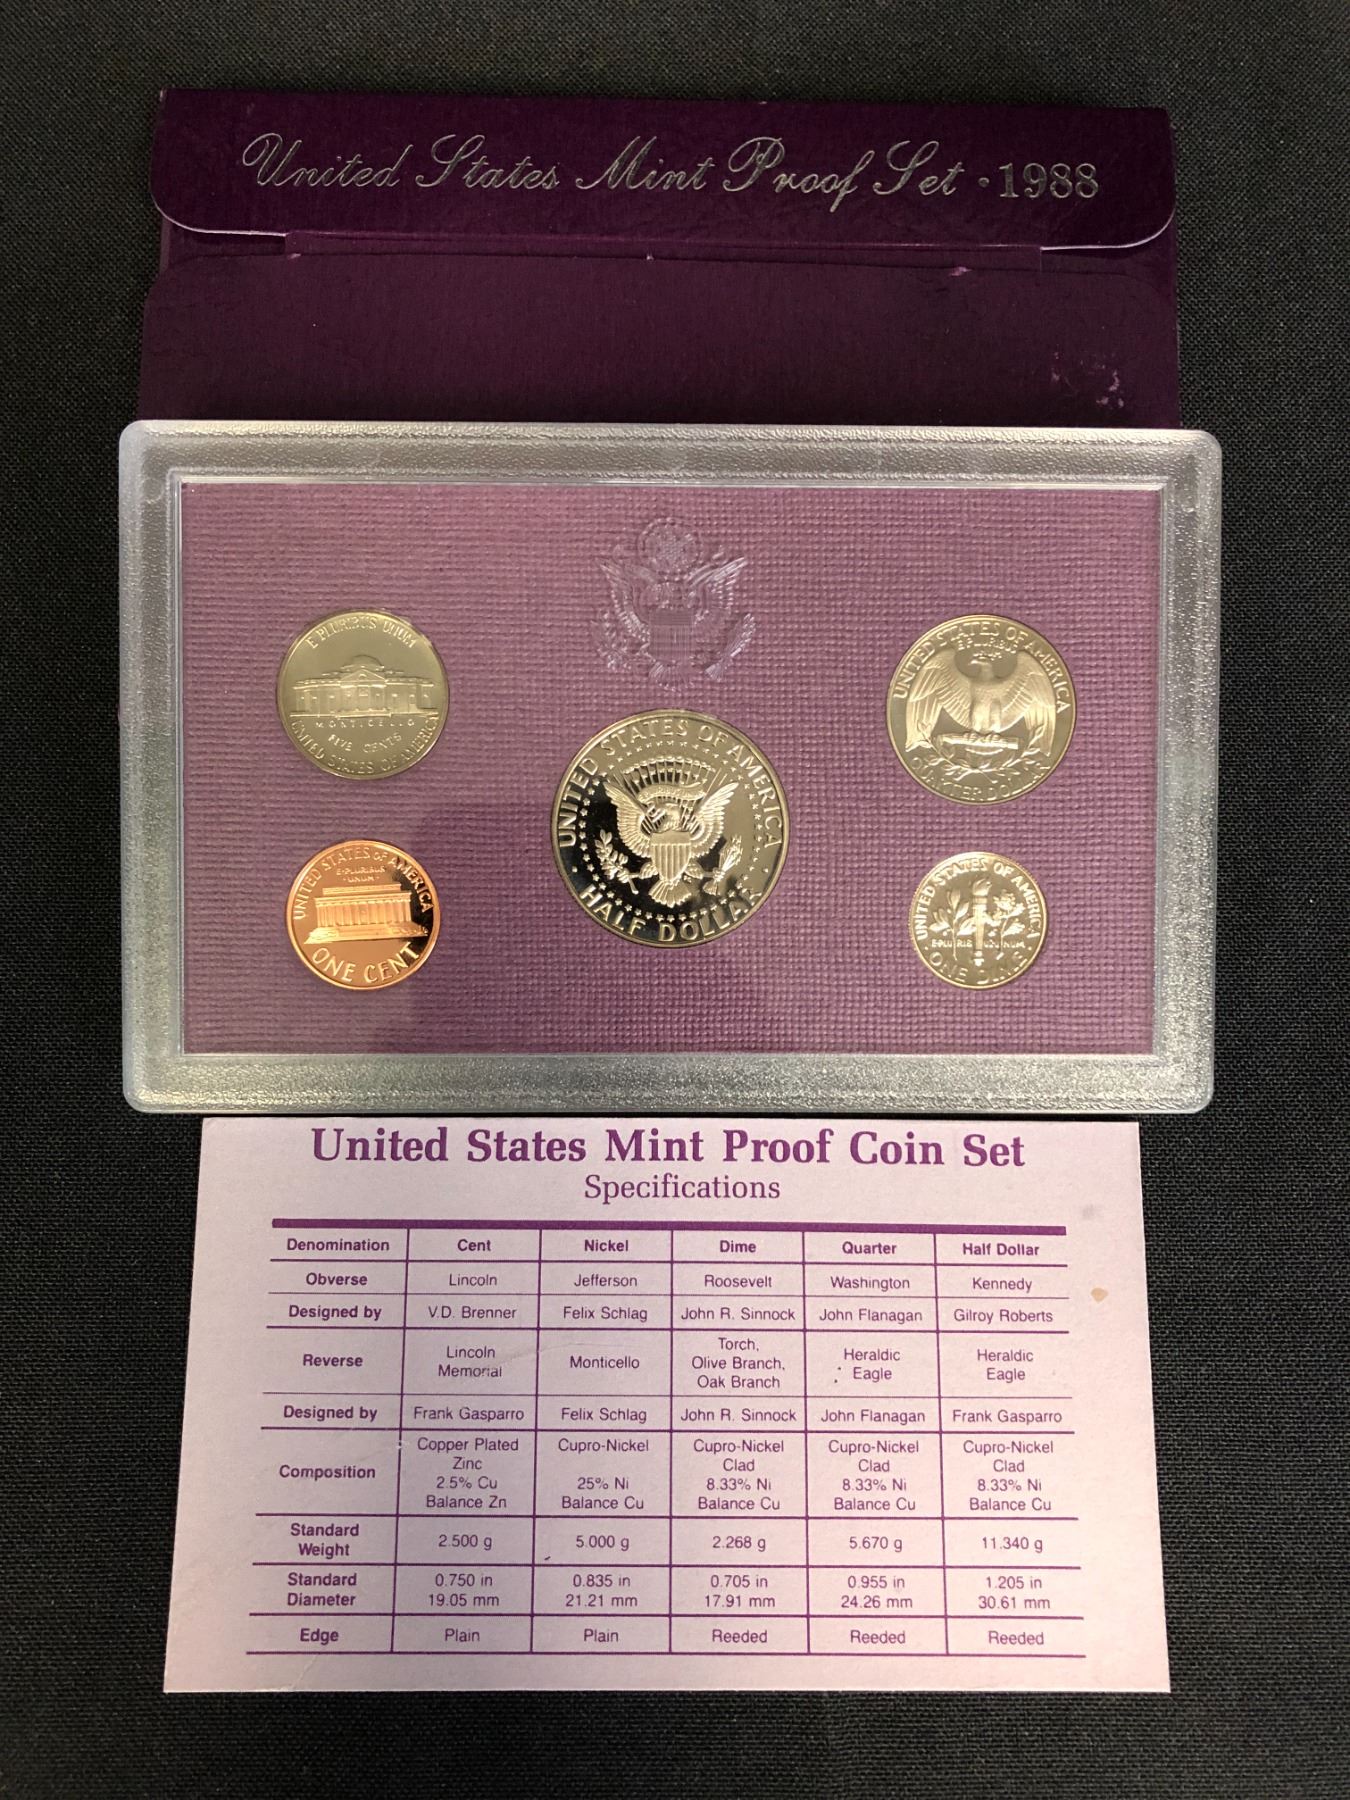 United States Mint Proof Set · 1988
E PLURIBUS UNUM
MONTICELLO
FIVE CENTS
UNITED STATES OF AMERICA
UNITED STATES OF AMERICA
E PLURIBUS
UNUM
QUARTER DOLLAR
UNITED STATES OF AMERICA
HALF DOLLAR
UNITED STATES OF AMERICA
E·PLURIBUS
·UNUM·
ONE CENT
UNITED STATES OF AMERICA
E·PLU RIB U·U NUM
ONE DIME
United States Mint Proof Coin Set
Specifications
Denomination Cent Nickel Dime Quarter Half Dollar
Obverse Lincoln Jefferson Roosevelt Washington Kennedy
Designed by V.D. Brenner Felix Schlag John R. Sinnock John Flanagan Gilroy Roberts
Reverse Lincoln Memorial Monticello Torch, Olive Branch, Oak Branch Heraldic Eagle Heraldic Eagle
Designed by Frank Gasparro Felix Schlag John R. Sinnock John Flanagan Frank Gasparro
Composition Copper Plated Zinc 2.5% Cu Balance Zn Cupro-Nickel 25% Ni Balance Cu Cupro-Nickel Clad 8.33% Ni Balance Cu Cupro-Nickel Clad 8.33% Ni Balance Cu Cupro-Nickel Clad 8.33% Ni Balance Cu
Standard Weight 2.500 g 5.000 g 2.268 g 5.670 g 11.340 g
Standard Diameter 0.750 in 19.05 mm 0.835 in 21.21 mm 0.705 in 17.91 mm 0.955 in 24.26 mm 1.205 in 30.61 mm
Edge Plain Plain Reeded Reeded Reeded